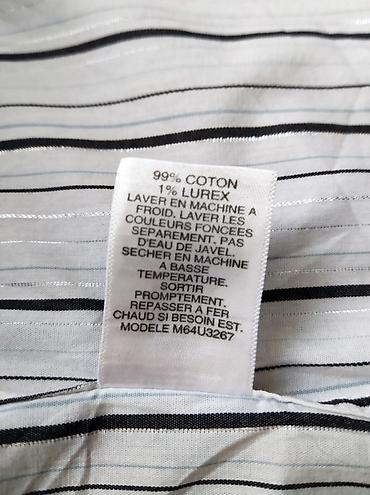 99% COTON
1% LUREX
LAVER EN MACHINE A
FROID. LAVER LES
COULEURS FONCEES
SEPAREMENT. PAS
D'EAU DE JAVEL.
SECHER EN MACHINE
A BASSE
TEMPERATURE.
SORTIR
PROMPTEMENT.
REPASSER A FER
CHAUD SI BESOIN EST.
MODELE M64U3267